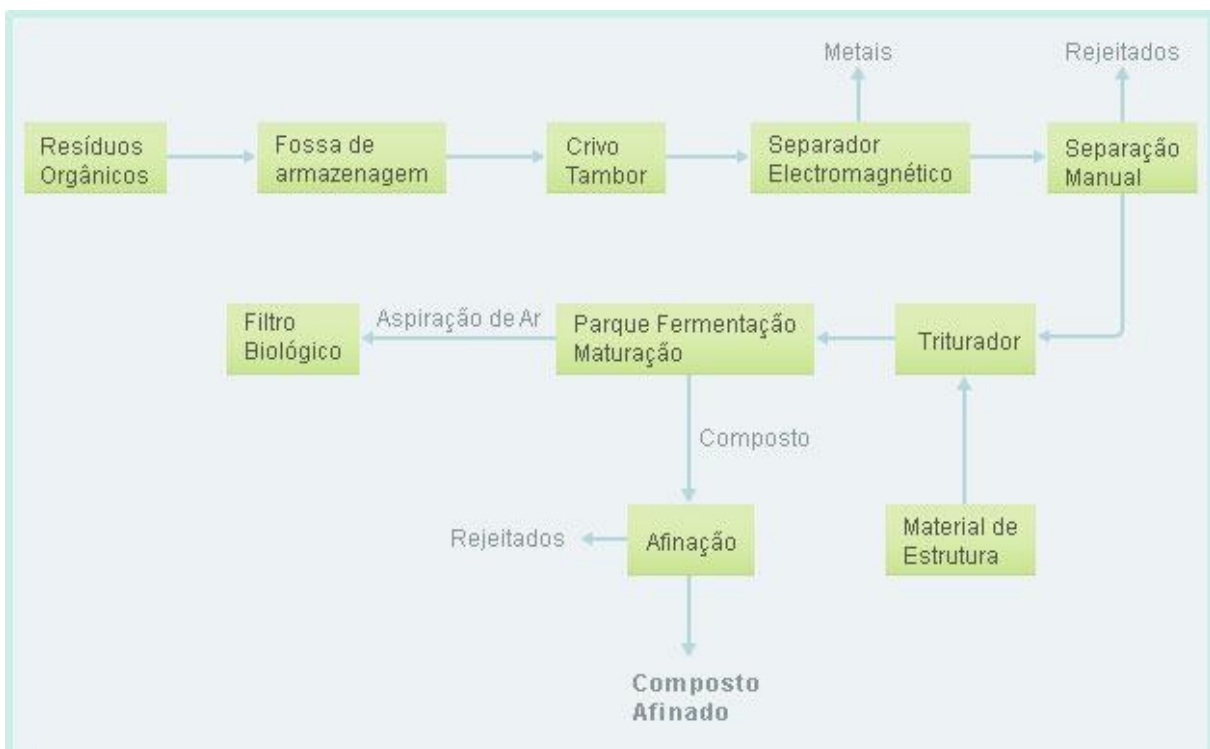 Metais
Rejeitados
Resíduos
Orgânicos
Fossa de
armazenagem
Crivo
Tambor
Separador
Electromagnético
Separação
Manual
Filtro
Biológico
Aspiração de Ar
Parque Fermentação
Maturação
Triturador
Composto
Rejeitados
Afinação
Material de
Estrutura
Composto
Afinado